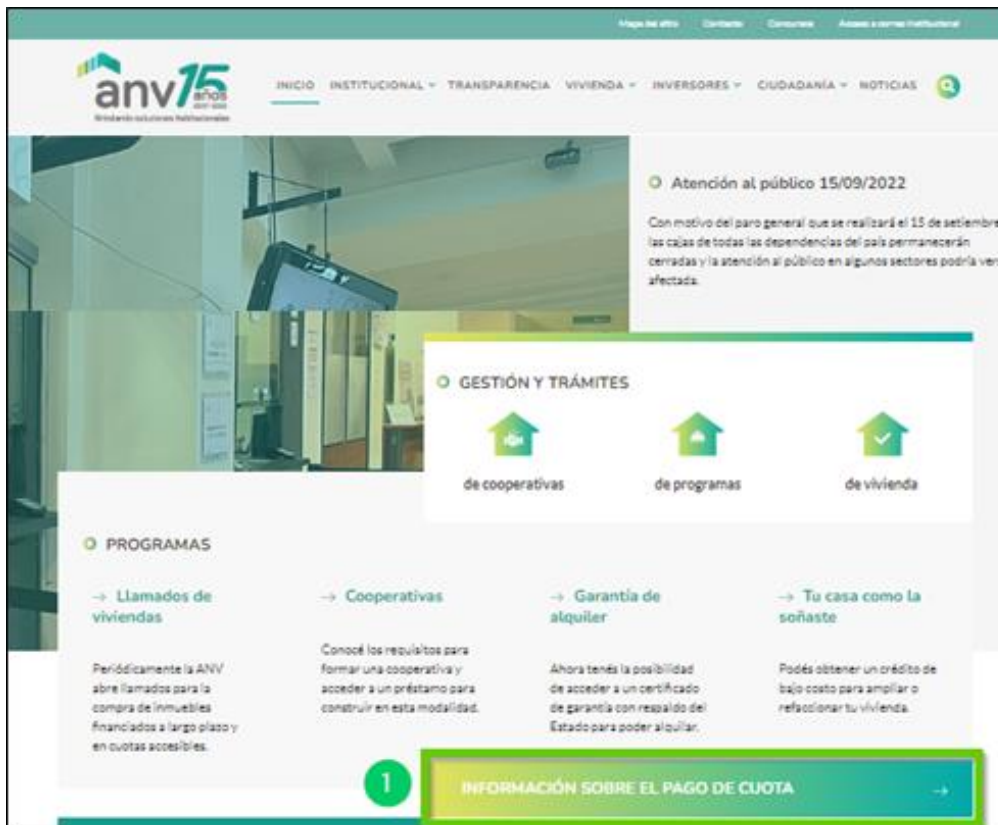 Mapa del sitio Contacto Concursos Acceso a correo institucional
anv 15 años
Brindando soluciones habitacionales
INICIO INSTITUCIONAL TRANSPARENCIA VIVIENDA INVERSORES CIUDADANÍA NOTICIAS
Atención al público 15/09/2022
Con motivo del paro general que se realizará el 15 de setiembre
las cajas de todas las dependencias del país permanecerán
cerradas y la atención al público en algunos sectores podría ver
afectada.
GESTIÓN Y TRÁMITES
de cooperativas de programas de vivienda
PROGRAMAS
→ Llamados de
viviendas
Periódicamente la ANV
abre llamados para la
compra de inmuebles
financiados a largo plazo y
en cuotas accesibles.
→ Cooperativas
Conocé los requisitos para
formar una cooperativa y
acceder a un préstamo para
construir en esta modalidad.
→ Garantía de
alquiler
Ahora tenés la posibilidad
de acceder a un certificado
de garantía con respaldo del
Estado para poder alquilar.
→ Tu casa como la
soñaste
Podés obtener un crédito de
bajo costo para ampliar o
refaccionar tu vivienda.
1
INFORMACIÓN SOBRE EL PAGO DE CUOTA →